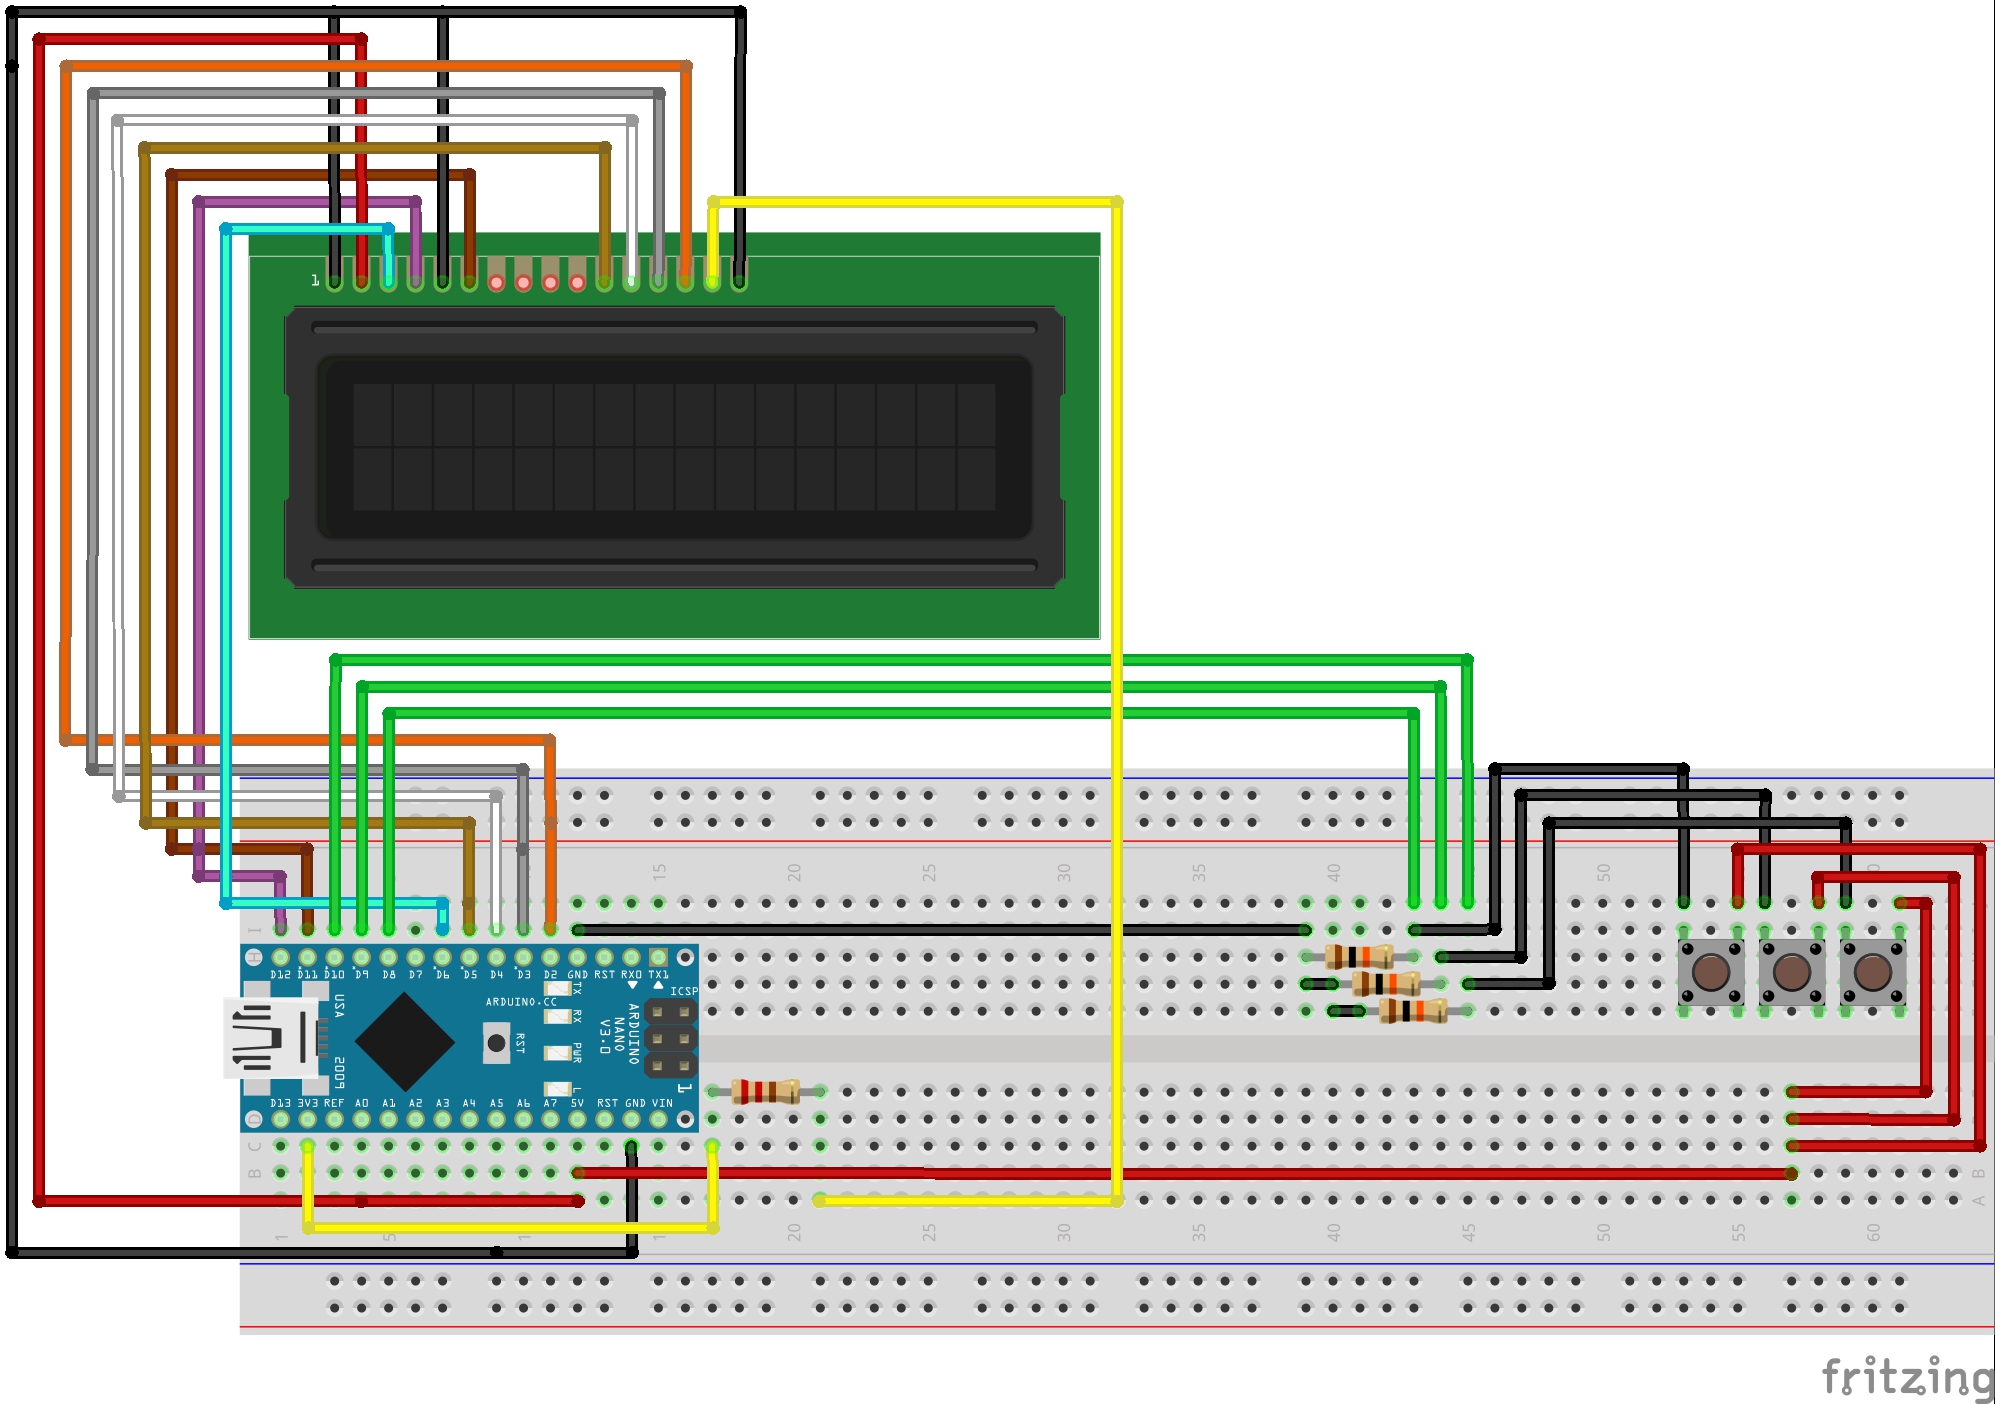 1
15 20 25 30 35 40 50 60
I
H
D12 D11 D10 D9 D8 D7 D6 D5 D4 D3 D2 GND RST RX0 TX1
ICSP
ARDUINO.CC
USA
TX
RX
PWR
L
RST
ARDUINO
NANO
V3.0
2009
1
D13 3V3 REF A0 A1 A2 A3 A4 A5 A6 A7 5V RST GND VIN
D
C
B B
A
1 5 20 25 30 35 40 45 50 55 60
fritzing